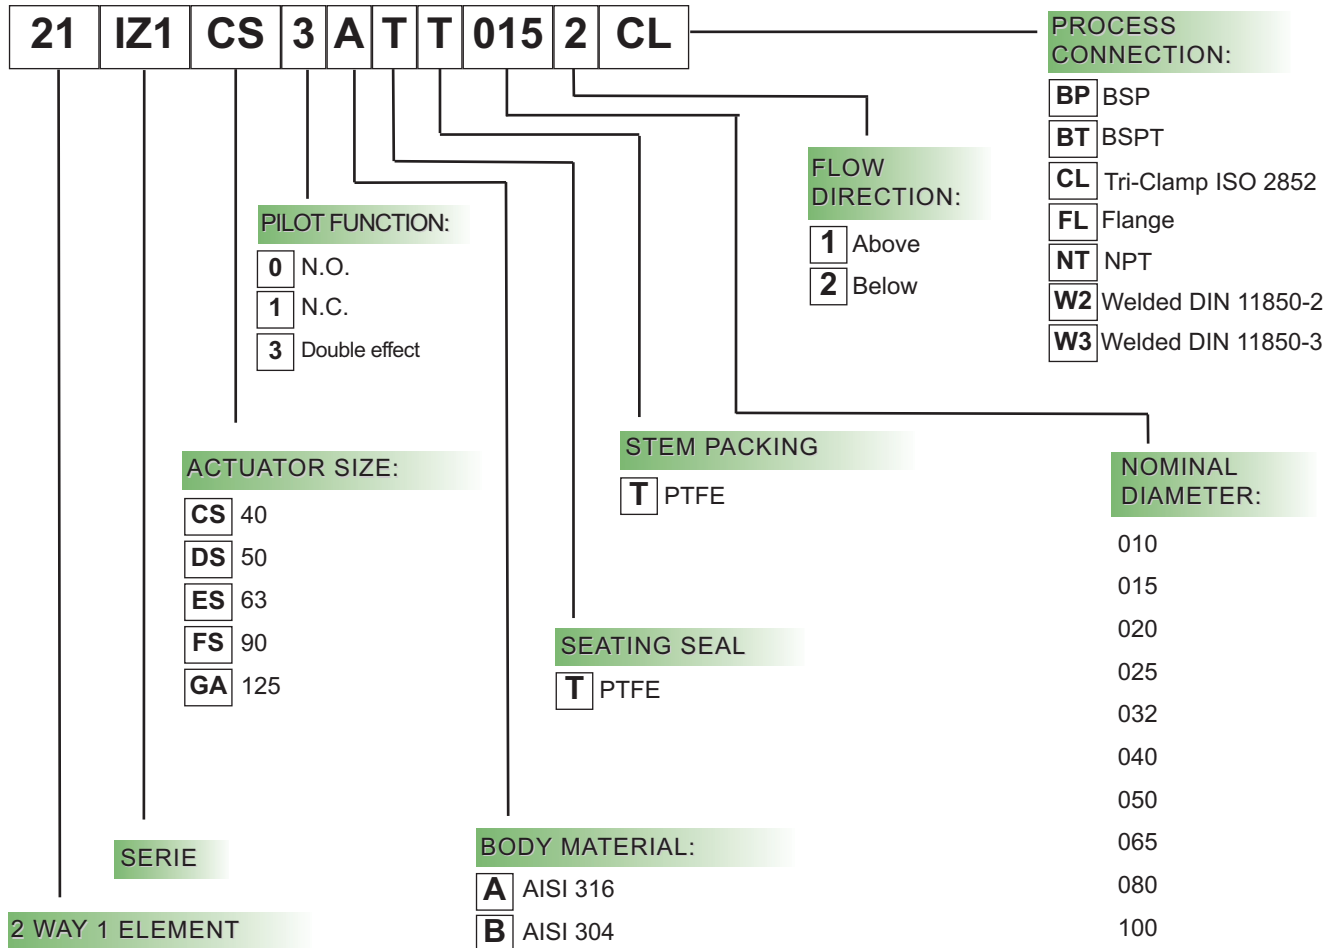 21 IZ1 CS 3 A T T 015 2 CL
PROCESS
CONNECTION:
BP BSP
BT BSPT
CL Tri-Clamp ISO 2852
FL Flange
NT NPT
W2 Welded DIN 11850-2
W3 Welded DIN 11850-3
FLOW
DIRECTION:
1 Above
2 Below
PILOT FUNCTION:
0 N.O.
1 N.C.
3 Double effect
ACTUATOR SIZE:
CS 40
DS 50
ES 63
FS 90
GA 125
STEM PACKING
T PTFE
NOMINAL
DIAMETER:
010
015
020
025
032
040
050
065
080
100
SEATING SEAL
T PTFE
SERIE
BODY MATERIAL:
A AISI 316
B AISI 304
2 WAY 1 ELEMENT